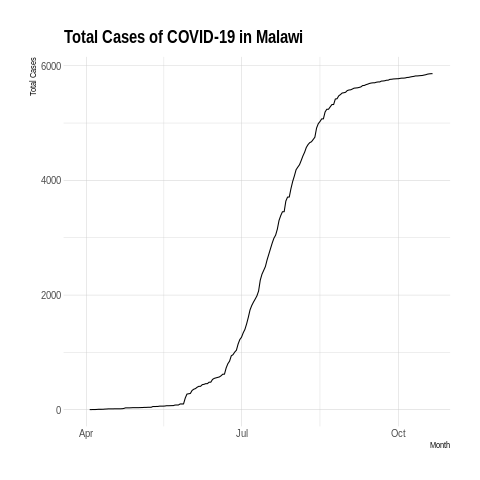 Total Cases of COVID-19 in Malawi
Total Cases
6000
4000
2000
0
Apr
Jul
Oct
Month